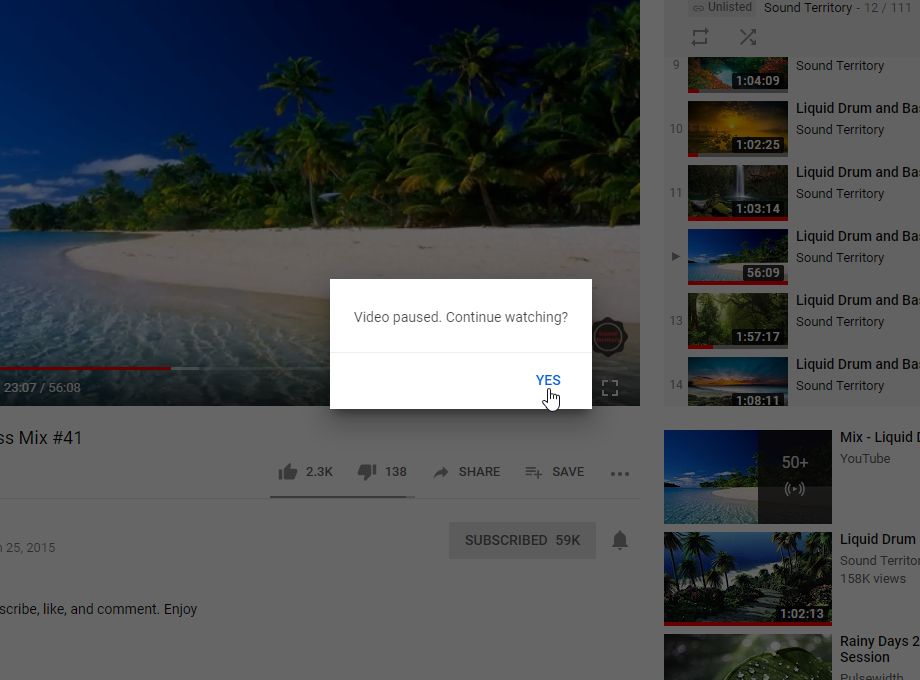 Unlisted Sound Territory - 12 / 111
9
1:04:09
Sound Territory
10
1:02:25
Liquid Drum and Ba
Sound Territory
11
1:03:14
Liquid Drum and Bas
Sound Territory
56:09
Liquid Drum and Bas
Sound Territory
13
1:57:17
Liquid Drum and Bas
Sound Territory
14
1:08:11
Liquid Drum and Bas
Sound Territory
Video paused. Continue watching?
YES
23:07 / 56:08
ss Mix #41
2.3K 138 SHARE SAVE
25, 2015
SUBSCRIBED 59K
scribe, like, and comment. Enjoy
50+
Mix - Liquid D
YouTube
1:02:13
Liquid Drum
Sound Territor
158K views
Rainy Days 2
Session
Pulsewidth